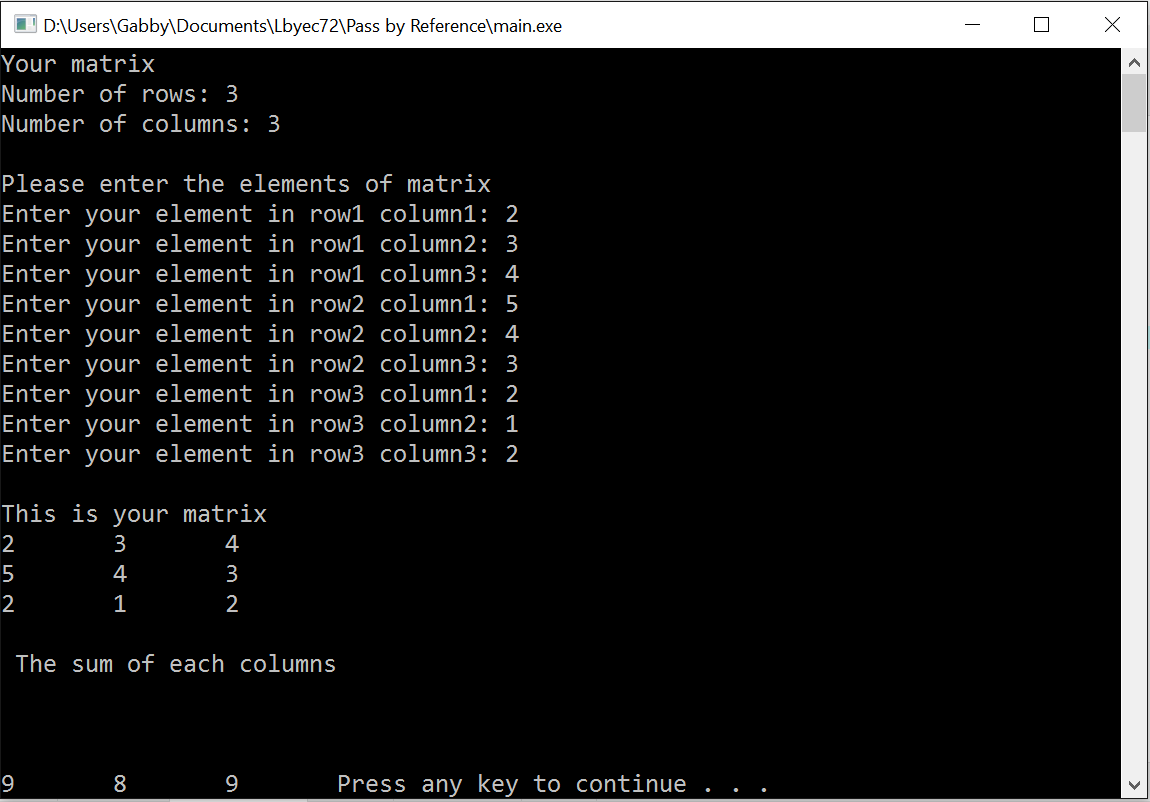 D:\Users\Gabby\Documents\Lbyec72\Pass by Reference\main.exe
Your matrix
Number of rows: 3
Number of columns: 3
Please enter the elements of matrix
Enter your element in row1 column1: 2
Enter your element in row1 column2: 3
Enter your element in row1 column3: 4
Enter your element in row2 column1: 5
Enter your element in row2 column2: 4
Enter your element in row2 column3: 3
Enter your element in row3 column1: 2
Enter your element in row3 column2: 1
Enter your element in row3 column3: 2
This is your matrix
2 3 4
5 4 3
2 1 2
The sum of each columns
9 8 9 Press any key to continue . . .